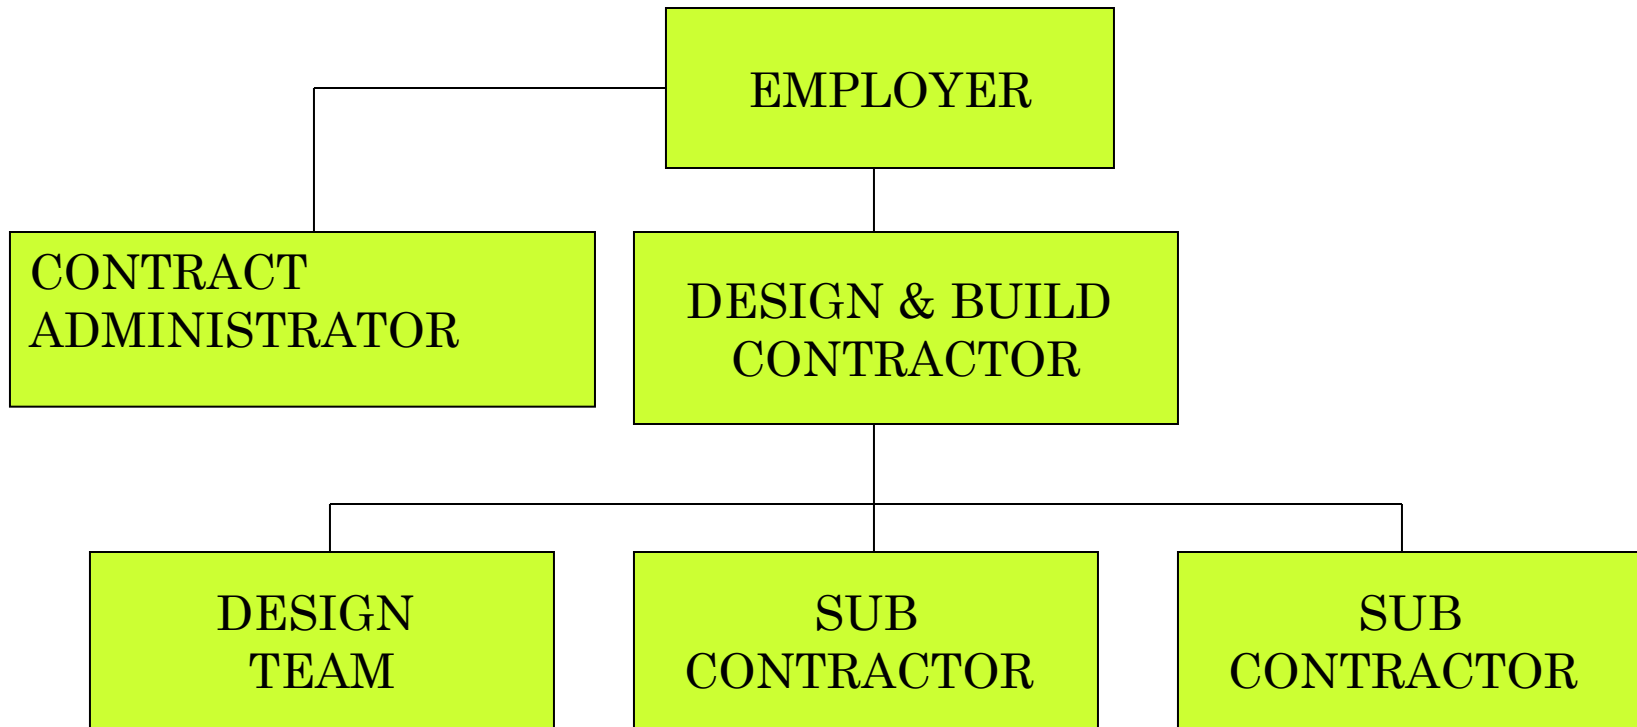 EMPLOYER
CONTRACT
ADMINISTRATOR
DESIGN & BUILD
CONTRACTOR
DESIGN
TEAM
SUB
CONTRACTOR
SUB
CONTRACTOR